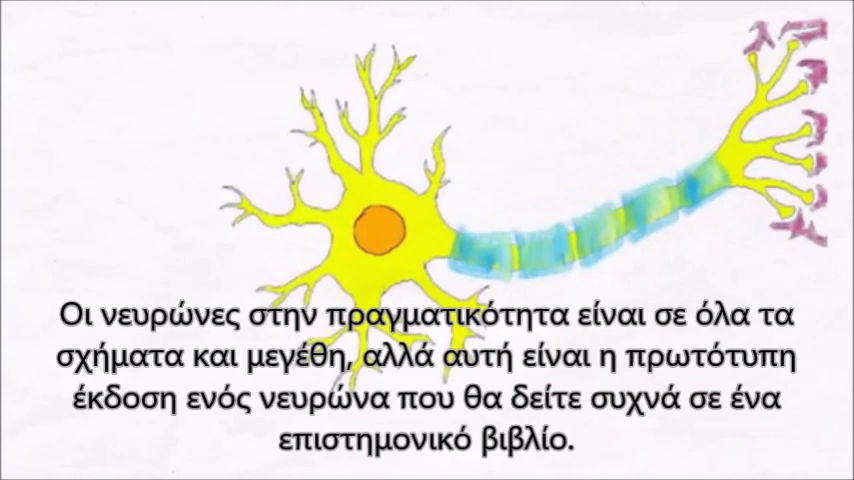 Οι νευρώνες στην πραγματικότητα είναι σε όλα τα
σχήματα και μεγέθη, αλλά αυτή είναι η πρωτότυπη
έκδοση ενός νευρώνα που θα δείτε συχνά σε ένα
επιστημονικό βιβλίο.